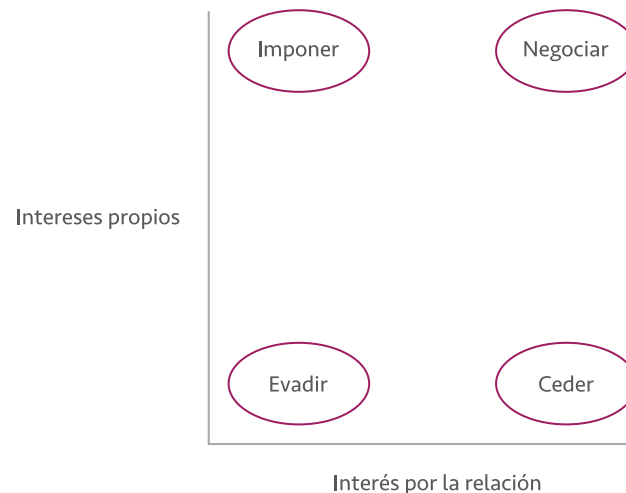 Imponer
Negociar
Intereses propios
Evadir
Ceder
Interés por la relación